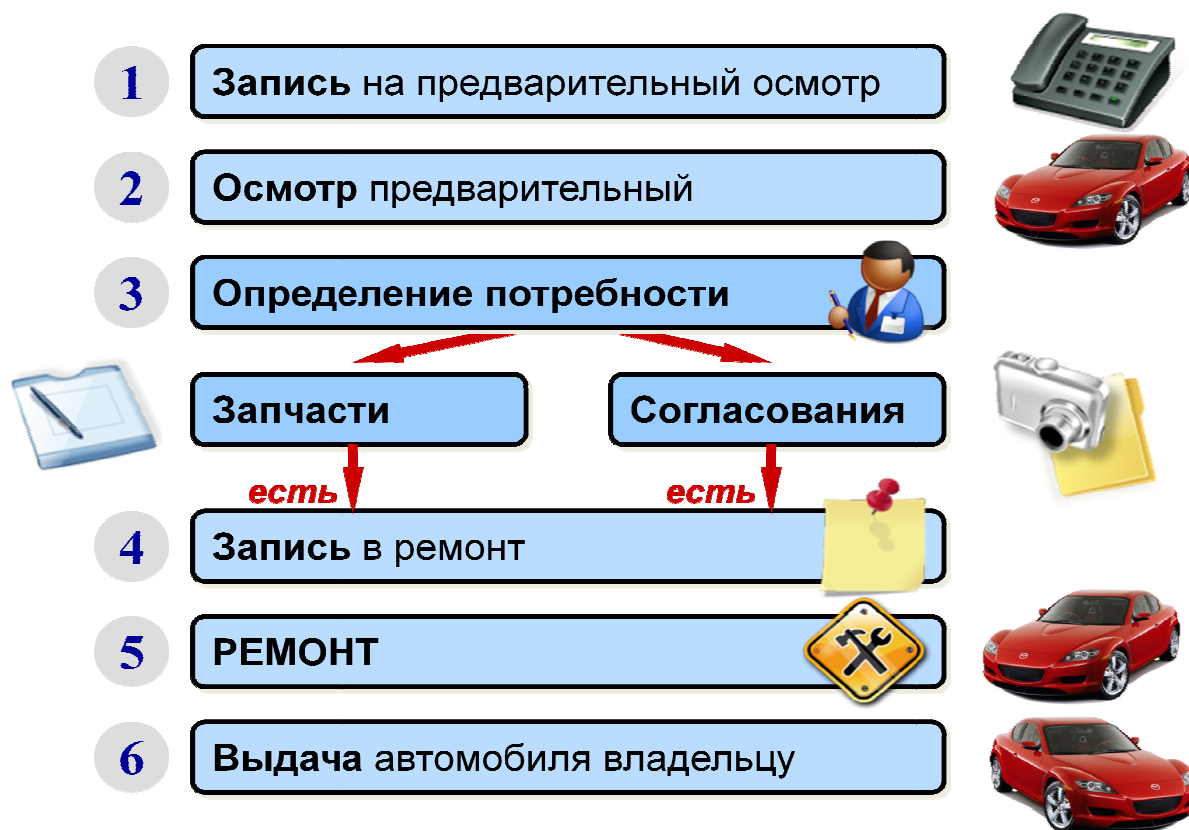 1 Запись на предварительный осмотр
2 Осмотр предварительный
3 Определение потребности
Запчасти Согласования
есть есть
4 Запись в ремонт
5 РЕМОНТ
6 Выдача автомобиля владельцу